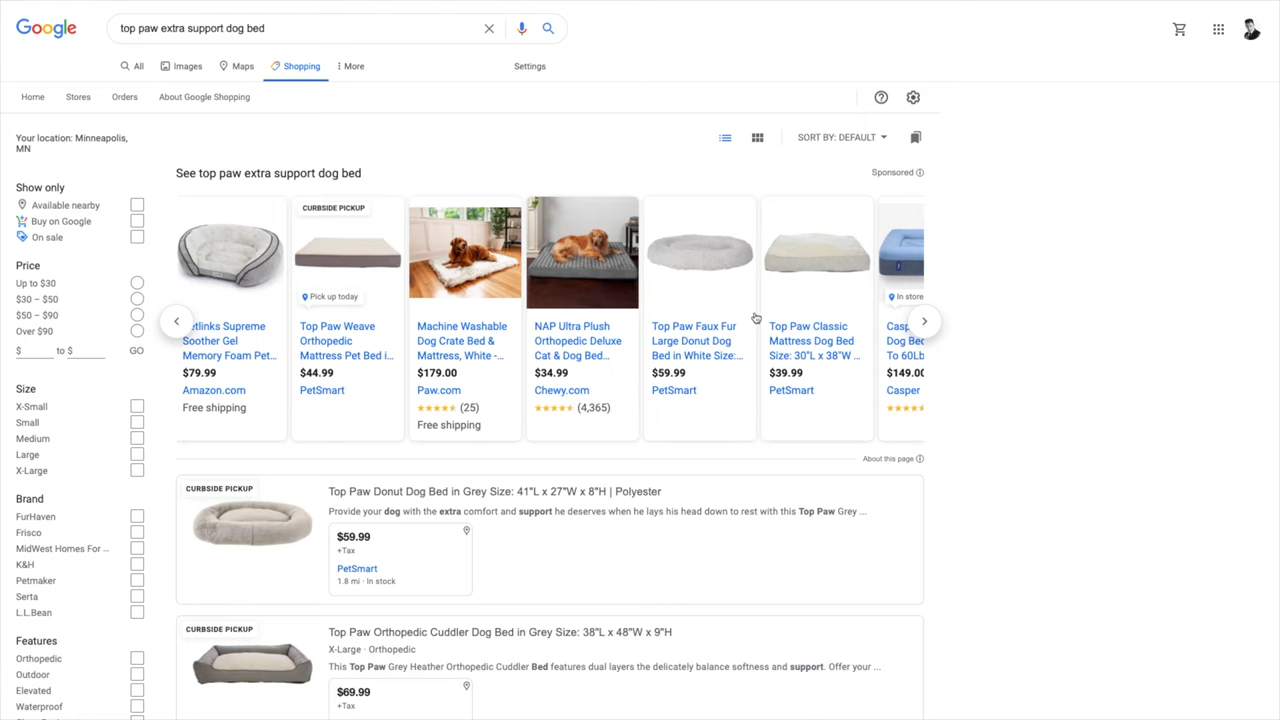 Google
top paw extra support dog bed
All
Images
Maps
Shopping
More
Settings
Home
Stores
Orders
About Google Shopping
Your location: Minneapolis,
MN
SORT BY: DEFAULT
Show only
Available nearby
Buy on Google
On sale
Price
Up to $30
$30 – $50
$50 – $90
Over $90
$ to $ GO
Size
X-Small
Small
Medium
Large
X-Large
Brand
FurHaven
Frisco
MidWest Homes For ...
K&H
Petmaker
Serta
L.L.Bean
Features
Orthopedic
Outdoor
Elevated
Waterproof
See top paw extra support dog bed
Sponsored
etlinks Supreme
Soother Gel
Memory Foam Pet…
$79.99
Amazon.com
Free shipping
CURBSIDE PICKUP
Pick up today
Top Paw Weave
Orthopedic
Mattress Pet Bed i…
$44.99
PetSmart
Machine Washable
Dog Crate Bed &
Mattress, White -…
$179.00
Paw.com
(25)
Free shipping
NAP Ultra Plush
Orthopedic Deluxe
Cat & Dog Bed…
$34.99
Chewy.com
(4,365)
Top Paw Faux Fur
Large Donut Dog
Bed in White Size:…
$59.99
PetSmart
Top Paw Classic
Mattress Dog Bed
Size: 30"L x 38"W …
$39.99
PetSmart
In store
Casp
Dog Bed
To 60Lb
$149.00
Casper
About this page
CURBSIDE PICKUP
Top Paw Donut Dog Bed in Grey Size: 41"L x 27"W x 8"H | Polyester
Provide your dog with the extra comfort and support he deserves when he lays his head down to rest with this Top Paw Grey ...
$59.99
+Tax
PetSmart
1.8 mi · In stock
CURBSIDE PICKUP
Top Paw Orthopedic Cuddler Dog Bed in Grey Size: 38"L x 48"W x 9"H
X-Large · Orthopedic
This Top Paw Grey Heather Orthopedic Cuddler Bed features dual layers the delicately balance softness and support. Offer your ...
$69.99
+Tax